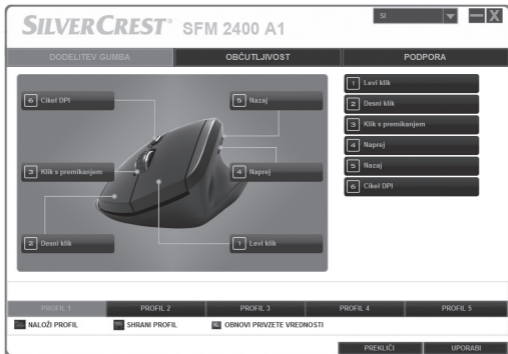 SILVERCREST® SFM 2400 A1
SI
DODELITEV GUMBA
OBČUTLJIVOST
PODPORA
6 Cikel DPI
5 Nazaj
3 Klik s premikanjem
4 Naprej
2 Desni klik
1 Levi klik
1 Levi klik
2 Desni klik
3 Klik s premikanjem
4 Naprej
5 Nazaj
6 Cikel DPI
PROFIL 1
PROFIL 2
PROFIL 3
PROFIL 4
PROFIL 5
NALOŽI PROFIL
SHRANI PROFIL
OBNOVI PRIVZETE VREDNOSTI
PREKLIČI
UPORABI